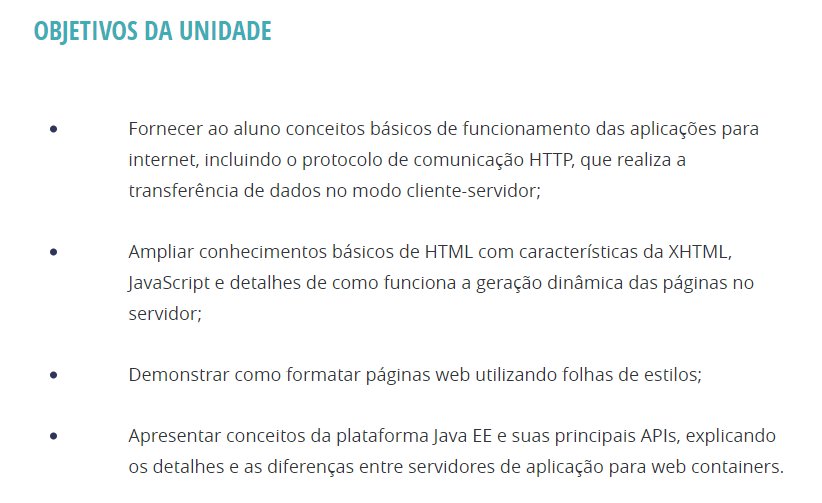 OBJETIVOS DA UNIDADE
• Fornecer ao aluno conceitos básicos de funcionamento das aplicações para
internet, incluindo o protocolo de comunicação HTTP, que realiza a
transferência de dados no modo cliente-servidor;
• Ampliar conhecimentos básicos de HTML com características da XHTML,
JavaScript e detalhes de como funciona a geração dinâmica das páginas no
servidor;
• Demonstrar como formatar páginas web utilizando folhas de estilos;
• Apresentar conceitos da plataforma Java EE e suas principais APIs, explicando
os detalhes e as diferenças entre servidores de aplicação para web containers.